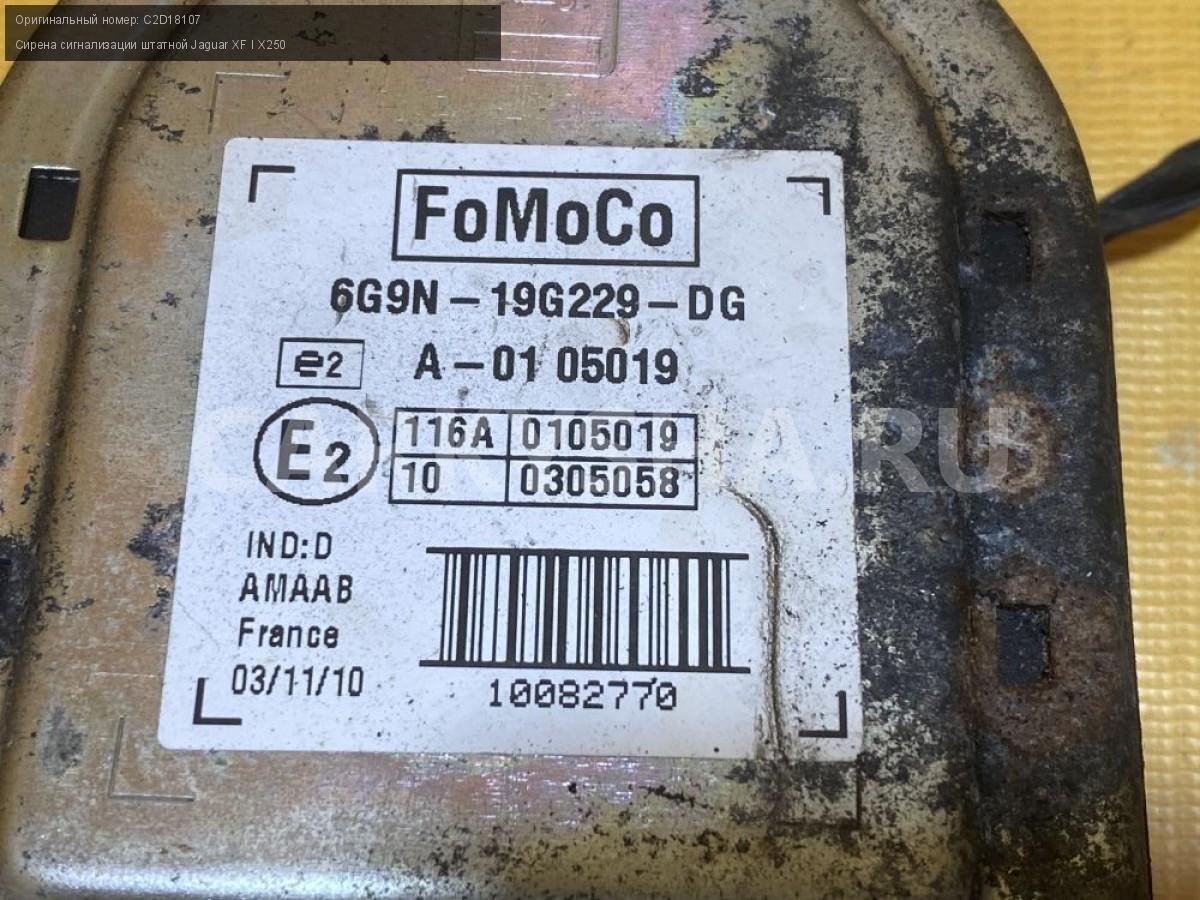 Оригинальный номер: C2D18107
Сирена сигнализации штатной Jaguar XF I X250
FoMoCo
6G9N - 19G229 - DG
e2 A - 01 05019
E2 116A 0105019
10 0305058
IND:D
AMAAB
France
03/11/10
10082770